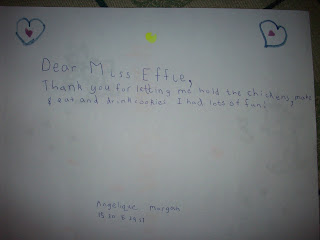 Dear Miss Effie,
Thank you for letting me hold the chickens, make
& eat and drink cookies. I had lots of fun!
Angelique Morgan